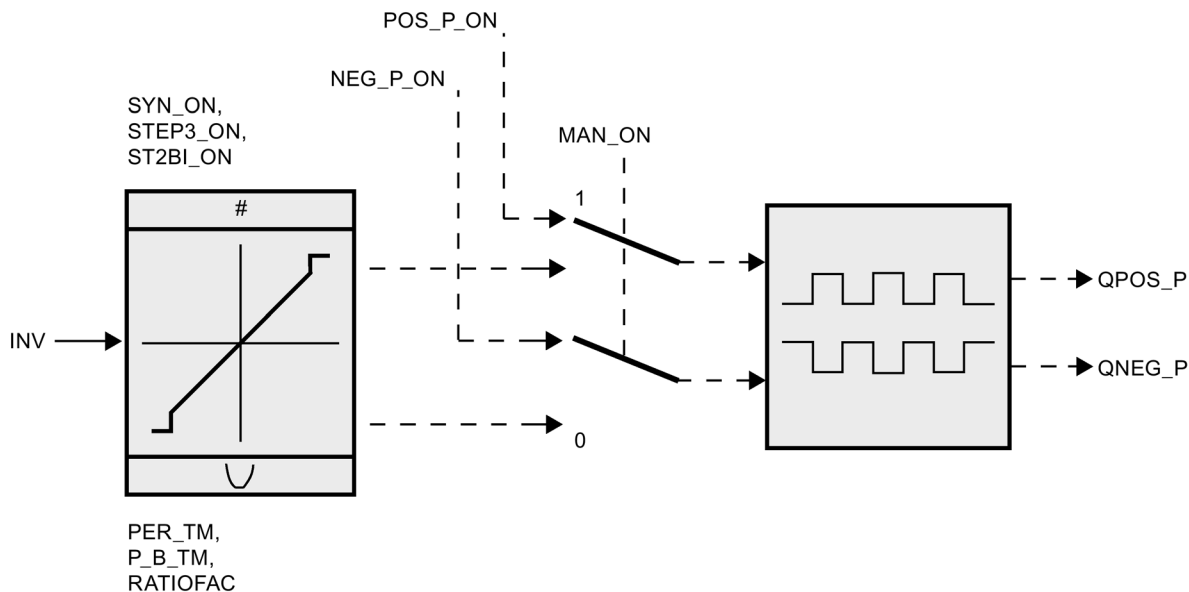 POS_P_ON
NEG_P_ON
SYN_ON,
STEP3_ON,
ST2BI_ON
MAN_ON
#
1
QPOS_P
INV
QNEG_P
0
PER_TM,
P_B_TM,
RATIOFAC